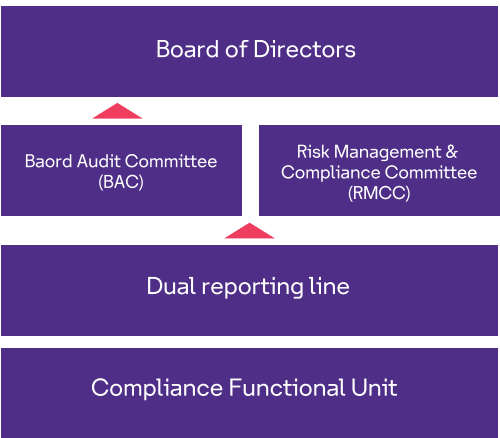 Board of Directors
Baord Audit Committee
(BAC)
Risk Management &
Compliance Committee
(RMCC)
Dual reporting line
Compliance Functional Unit